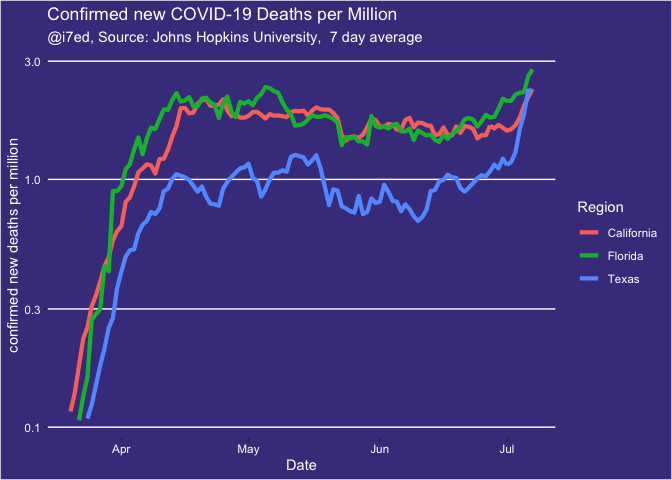 Confirmed new COVID-19 Deaths per Million
@i7ed, Source: Johns Hopkins University,  7 day average
confirmed new deaths per million
3.0
1.0
0.3
0.1
Apr
May
Jun
Jul
Date
Region
California
Florida
Texas